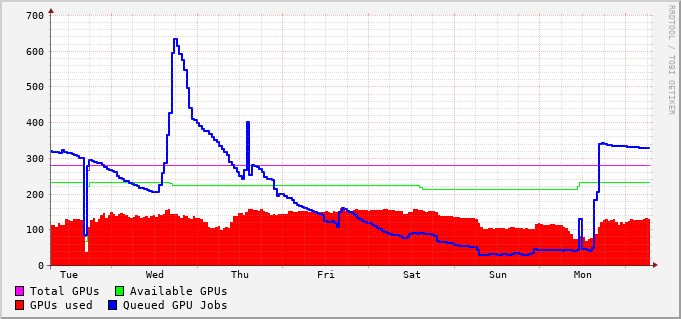 700
600
500
400
300
200
100
0
Tue Wed Thu Fri Sat Sun Mon
Total GPUs Available GPUs
GPUs used Queued GPU Jobs
RRDTOOL / TOBI OETIKER